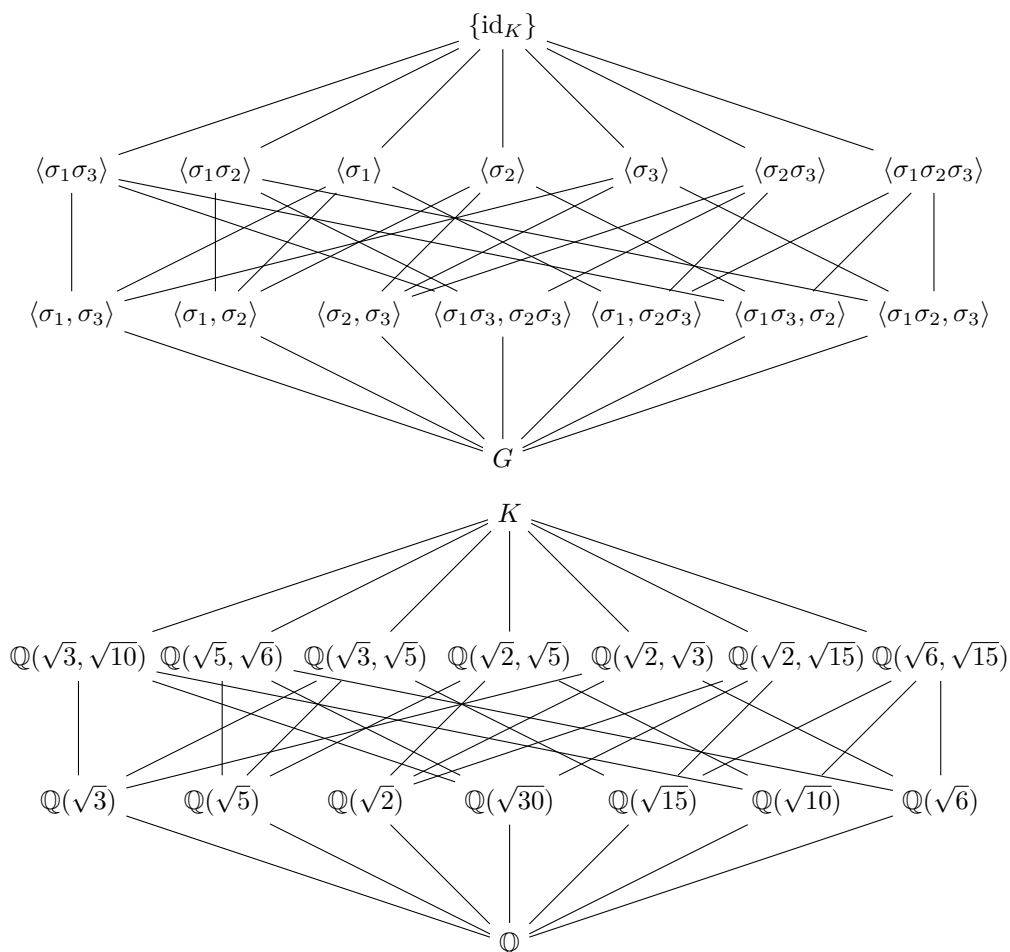 {id_K}
⟨σ₁σ₃⟩ ⟨σ₁σ₂⟩ ⟨σ₁⟩ ⟨σ₂⟩ ⟨σ₃⟩ ⟨σ₂σ₃⟩ ⟨σ₁σ₂σ₃⟩
⟨σ₁, σ₃⟩ ⟨σ₁, σ₂⟩ ⟨σ₂, σ₃⟩ ⟨σ₁σ₃, σ₂σ₃⟩ ⟨σ₁, σ₂σ₃⟩ ⟨σ₁σ₃, σ₂⟩ ⟨σ₁σ₂, σ₃⟩
G
K
ℚ(√3, √10) ℚ(√5, √6) ℚ(√3, √5) ℚ(√2, √5) ℚ(√2, √3) ℚ(√2, √15) ℚ(√6, √15)
ℚ(√3) ℚ(√5) ℚ(√2) ℚ(√30) ℚ(√15) ℚ(√10) ℚ(√6)
ℚ